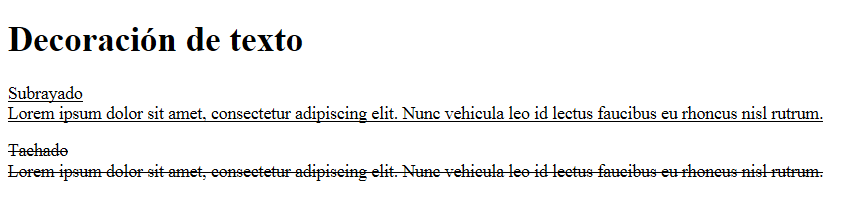 Decoración de texto
Subrayado
Lorem ipsum dolor sit amet, consectetur adipiscing elit. Nunc vehicula leo id lectus faucibus eu rhoncus nisl rutrum.
Tachado
Lorem ipsum dolor sit amet, consectetur adipiscing elit. Nunc vehicula leo id lectus faucibus eu rhoncus nisl rutrum.